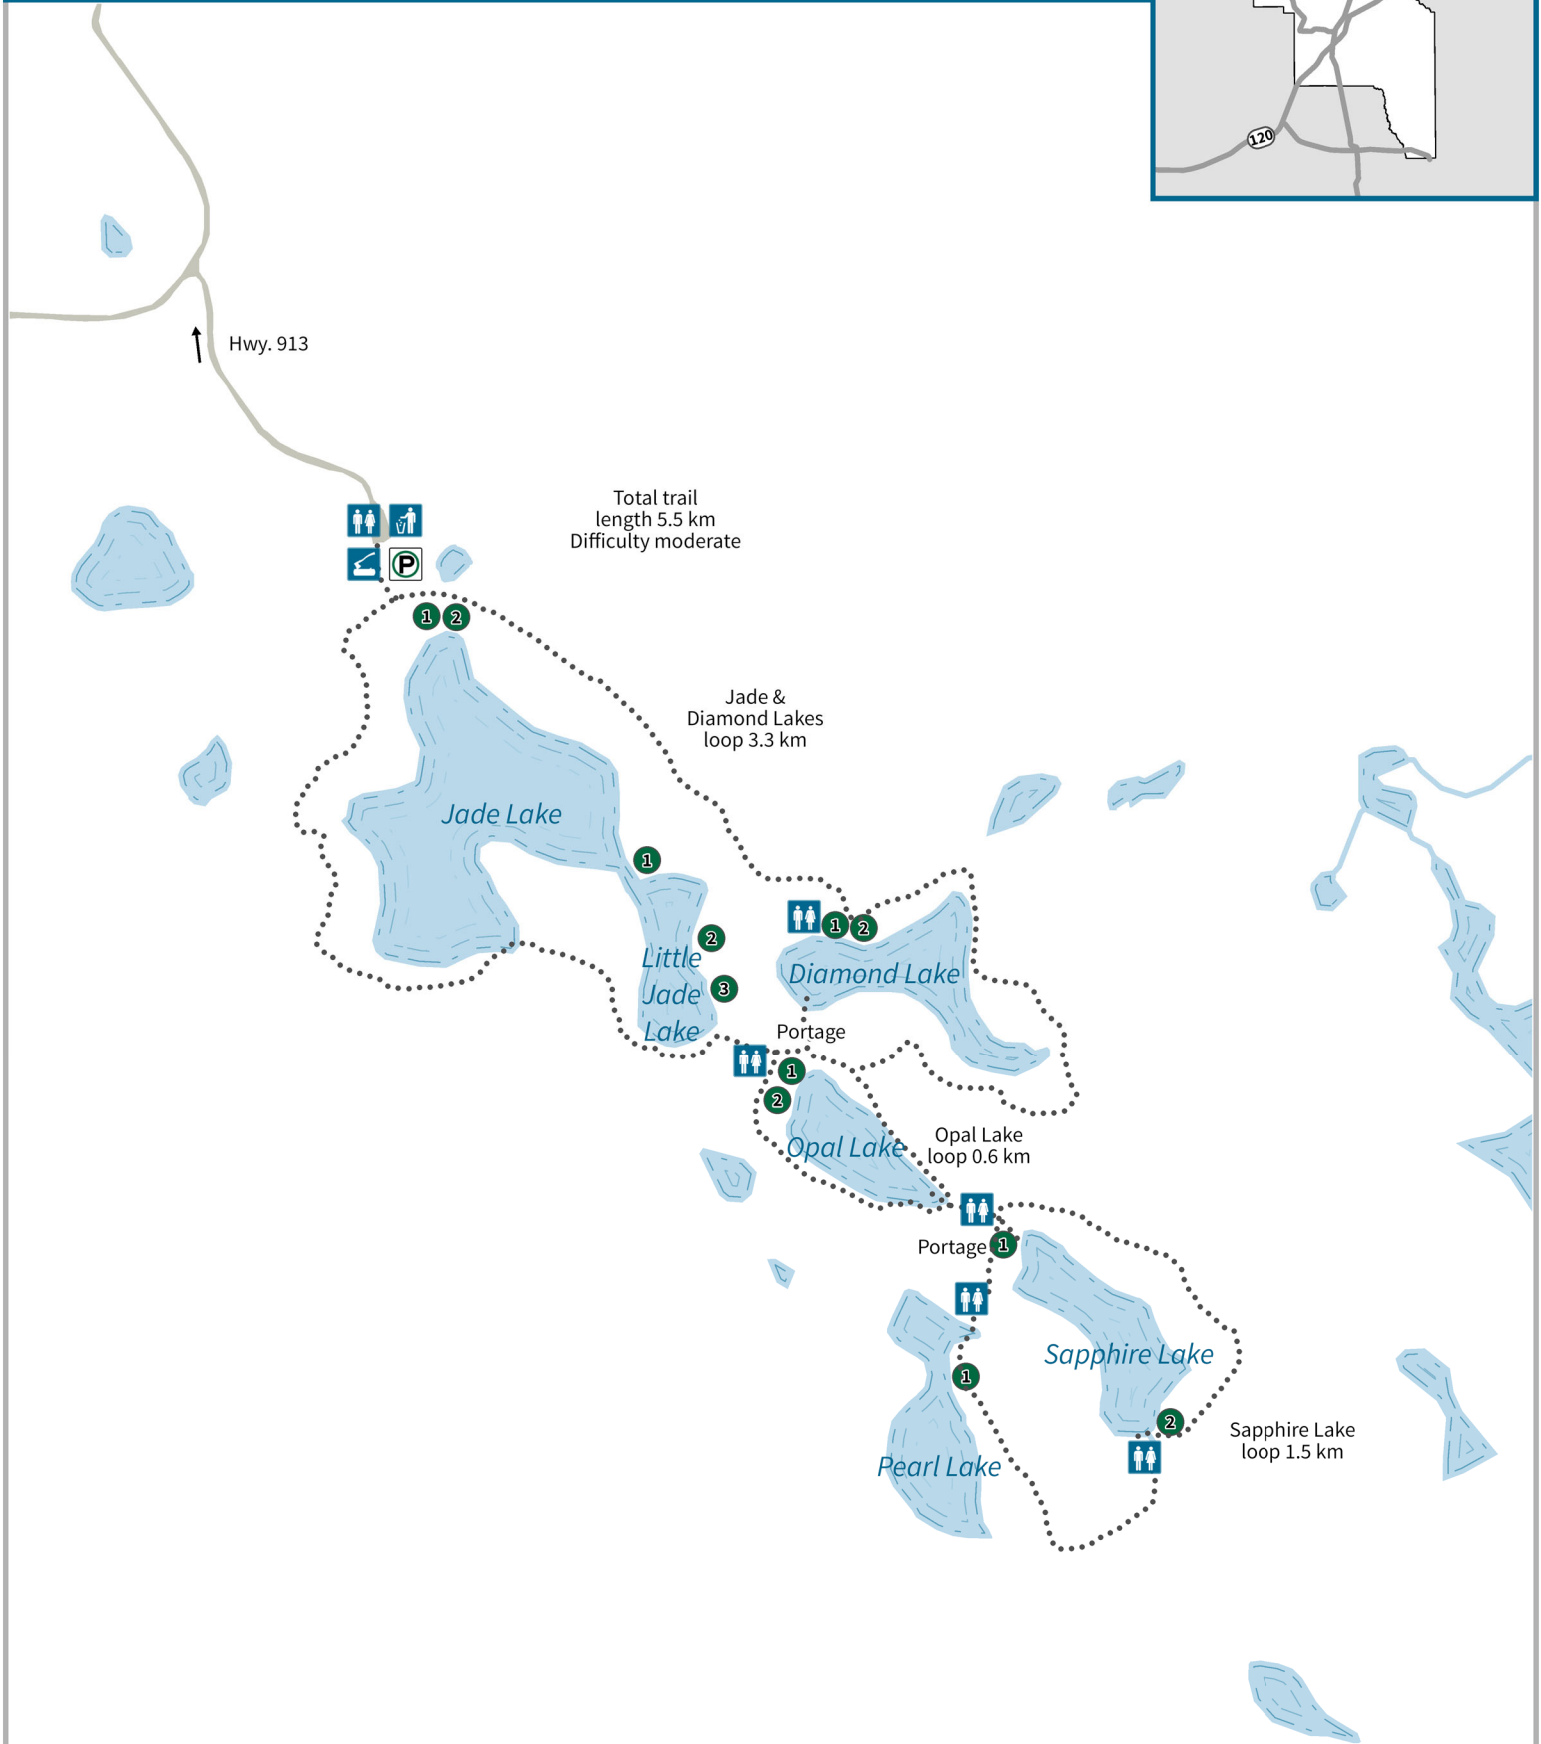 120
Hwy. 913
Total trail
length 5.5 km
Difficulty moderate
P
1 2
Jade &
Diamond Lakes
loop 3.3 km
Jade Lake
1
1 2
2
Little
Jade
Lake
3
Diamond Lake
Portage
1
2
Opal Lake
Opal Lake
loop 0.6 km
Portage
1
Sapphire Lake
1
2
Sapphire Lake
loop 1.5 km
Pearl Lake